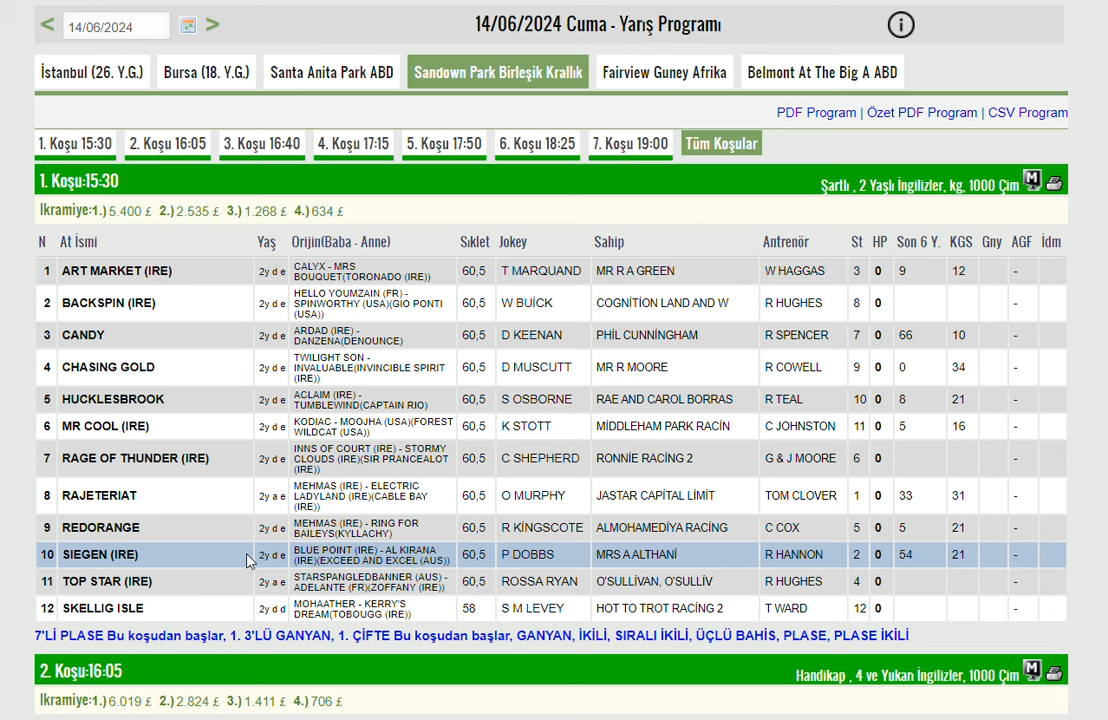 <
14/06/2024
>
14/06/2024 Cuma - Yarış Programı
i
İstanbul (26. Y.G.) Bursa (18. Y.G.) Santa Anita Park ABD Sandown Park Birleşik Krallık Fairview Guney Afrika Belmont At The Big A ABD
PDF Program | Özet PDF Program | CSV Program
1. Koşu 15:30 2. Koşu 16:05 3. Koşu 16:40 4. Koşu 17:15 5. Koşu 17:50 6. Koşu 18:25 7. Koşu 19:00 Tüm Koşular
1. Koşu:15:30 Şartlı , 2 Yaşlı İngilizler, kg, 1000 Çim M
Ikramiye:1.) 5.400 £ 2.) 2.535 £ 3.) 1.268 £ 4.) 634 £
N At İsmi Yaş Orijin(Baba - Anne) Sıklet Jokey Sahip Antrenör St HP Son 6 Y. KGS Gny AGF İdm
1 ART MARKET (IRE) 2y d e CALYX - MRS BOUQUET(TORONADO (IRE)) 60,5 T MARQUAND MR R A GREEN W HAGGAS 3 0 9 12 -
2 BACKSPIN (IRE) 2y d e HELLO YOUMZAIN (FR) - SPINWORTHY (USA)(GIO PONTI (USA)) 60,5 W BUİCK COGNİTİON LAND AND W R HUGHES 8 0 -
3 CANDY 2y d e ARDAD (IRE) - DANZENA(DENOUNCE) 60,5 D KEENAN PHİL CUNNİNGHAM R SPENCER 7 0 66 10 -
4 CHASING GOLD 2y d e TWILIGHT SON - INVALUABLE(INVINCIBLE SPIRIT (IRE)) 60,5 D MUSCUTT MR R MOORE R COWELL 9 0 0 34 -
5 HUCKLESBROOK 2y d e ACLAIM (IRE) - TUMBLEWIND(CAPTAIN RIO) 60,5 S OSBORNE RAE AND CAROL BORRAS R TEAL 10 0 8 21 -
6 MR COOL (IRE) 2y d e KODIAC - MOOJHA (USA)(FOREST WILDCAT (USA)) 60,5 K STOTT MİDDLEHAM PARK RACİN C JOHNSTON 11 0 5 16 -
7 RAGE OF THUNDER (IRE) 2y d e INNS OF COURT (IRE) - STORMY CLOUDS (IRE)(SIR PRANCEALOT (IRE)) 60,5 C SHEPHERD RONNİE RACİNG 2 G & J MOORE 6 0 -
8 RAJETERIAT 2y a e MEHMAS (IRE) - ELECTRIC LADYLAND (IRE)(CABLE BAY (IRE)) 60,5 O MURPHY JASTAR CAPİTAL LİMİT TOM CLOVER 1 0 33 31 -
9 REDORANGE 2y d e MEHMAS (IRE) - RING FOR BAILEYS(KYLLACHY) 60,5 R KİNGSCOTE ALMOHAMEDİYA RACİNG C COX 5 0 5 21 -
10 SIEGEN (IRE) 2y d e BLUE POINT (IRE) - AL KIRANA (IRE)(EXCEED AND EXCEL (AUS)) 60,5 P DOBBS MRS A ALTHANİ R HANNON 2 0 54 21 -
11 TOP STAR (IRE) 2y a e STARSPANGLEDBANNER (AUS) - ADELANTE (FR)(ZOFFANY (IRE)) 60,5 ROSSA RYAN O'SULLİVAN, O'SULLİV R HUGHES 4 0 -
12 SKELLIG ISLE 2y d d MOHAATHER - KERRY'S DREAM(TOBOUGG (IRE)) 58 S M LEVEY HOT TO TROT RACİNG 2 T WARD 12 0 -
7'Lİ PLASE Bu koşudan başlar, 1. 3'LÜ GANYAN, 1. ÇİFTE Bu koşudan başlar, GANYAN, İKİLİ, SIRALI İKİLİ, ÜÇLÜ BAHİS, PLASE, PLASE İKİLİ
2. Koşu:16:05 Handikap , 4 ve Yukarı İngilizler, 1000 Çim M
Ikramiye:1.) 6.019 £ 2.) 2.824 £ 3.) 1.411 £ 4.) 706 £